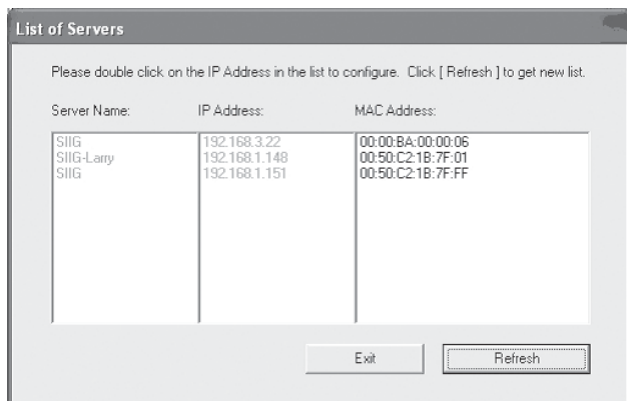 List of Servers
Please double click on the IP Address in the list to configure. Click [ Refresh ] to get new list.
Server Name: IP Address: MAC Address:
SIIG 192.168.3.22 00:00:BA:00:00:06
SIIG-Larry 192.168.1.148 00:50:C2:1B:7F:01
SIIG 192.168.1.151 00:50:C2:1B:7F:FF
Exit Refresh